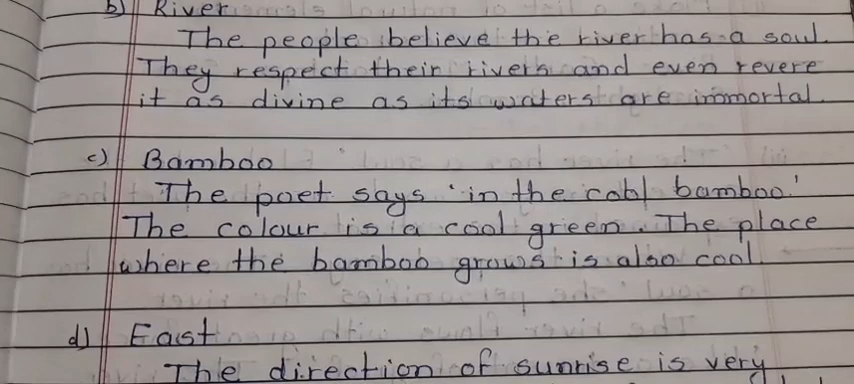 b) River
The people believe the river has a soul.
They respect their rivers and even revere
it as divine as its waters are immortal.
c) Bamboo
The poet says 'in the cool bamboo.'
The colour is a cool green. The place
where the bamboo grows is also cool.
d) East
The direction of sunrise is very